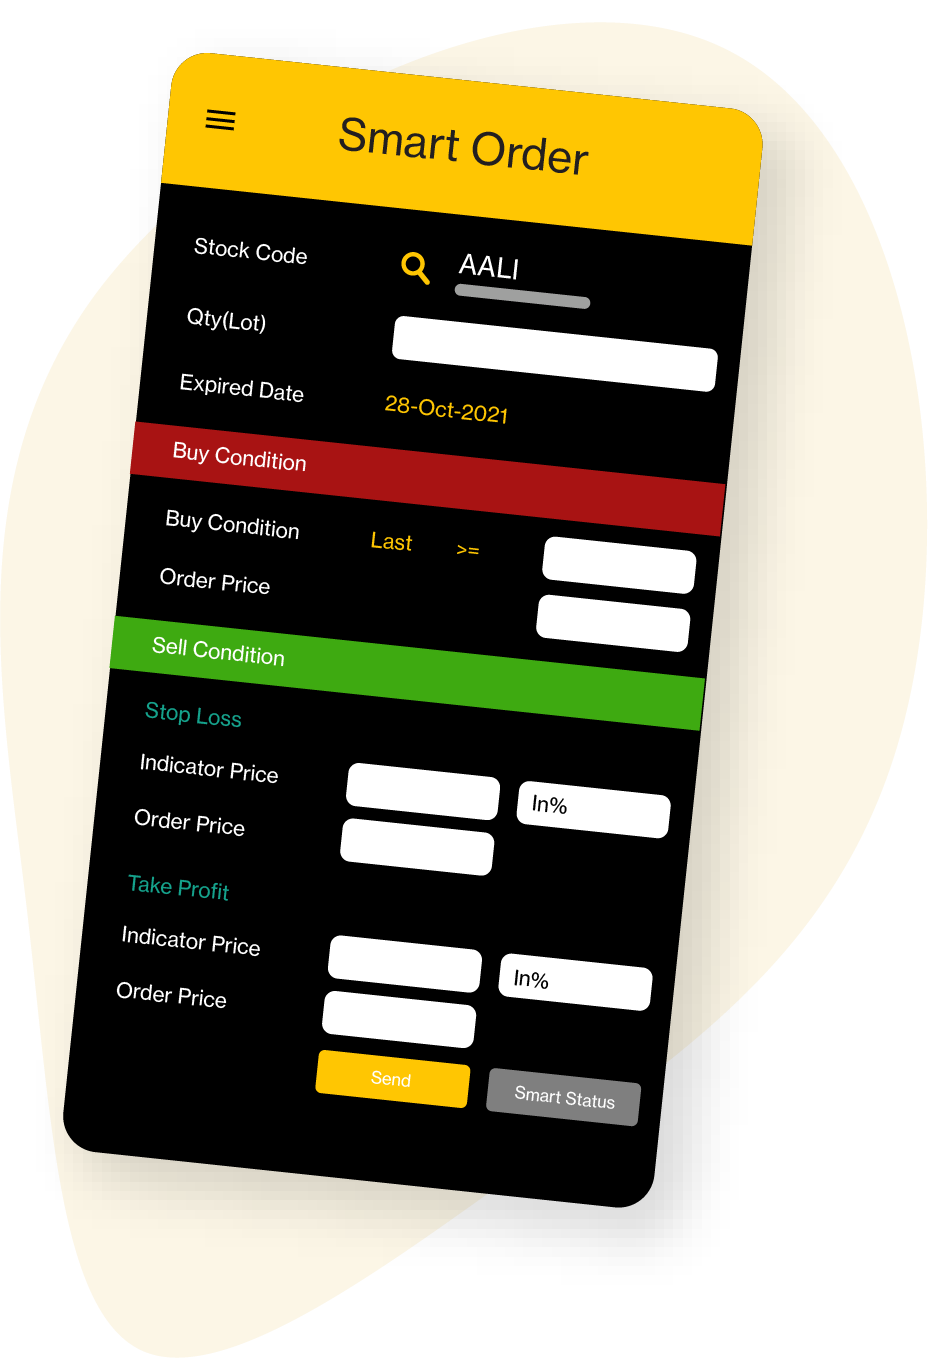 Smart Order
Stock Code AALI
Qty(Lot)
Expired Date 28-Oct-2021
Buy Condition
Buy Condition Last >=
Order Price
Sell Condition
Stop Loss
Indicator Price In%
Order Price
Take Profit
Indicator Price In%
Order Price
Send Smart Status